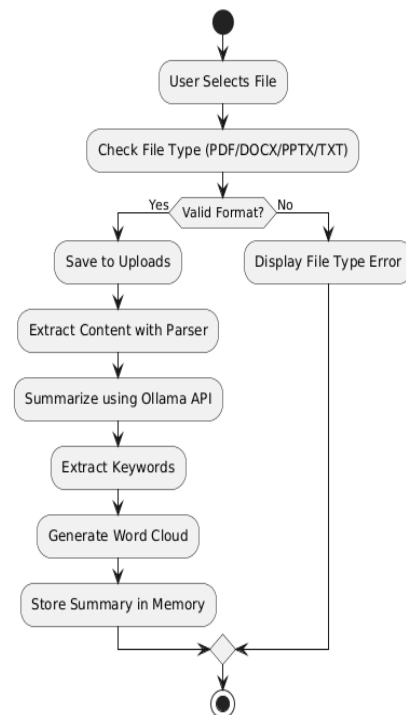 User Selects File
Check File Type (PDF/DOCX/PPTX/TXT)
Yes
Valid Format?
No
Save to Uploads
Display File Type Error
Extract Content with Parser
Summarize using Ollama API
Extract Keywords
Generate Word Cloud
Store Summary in Memory